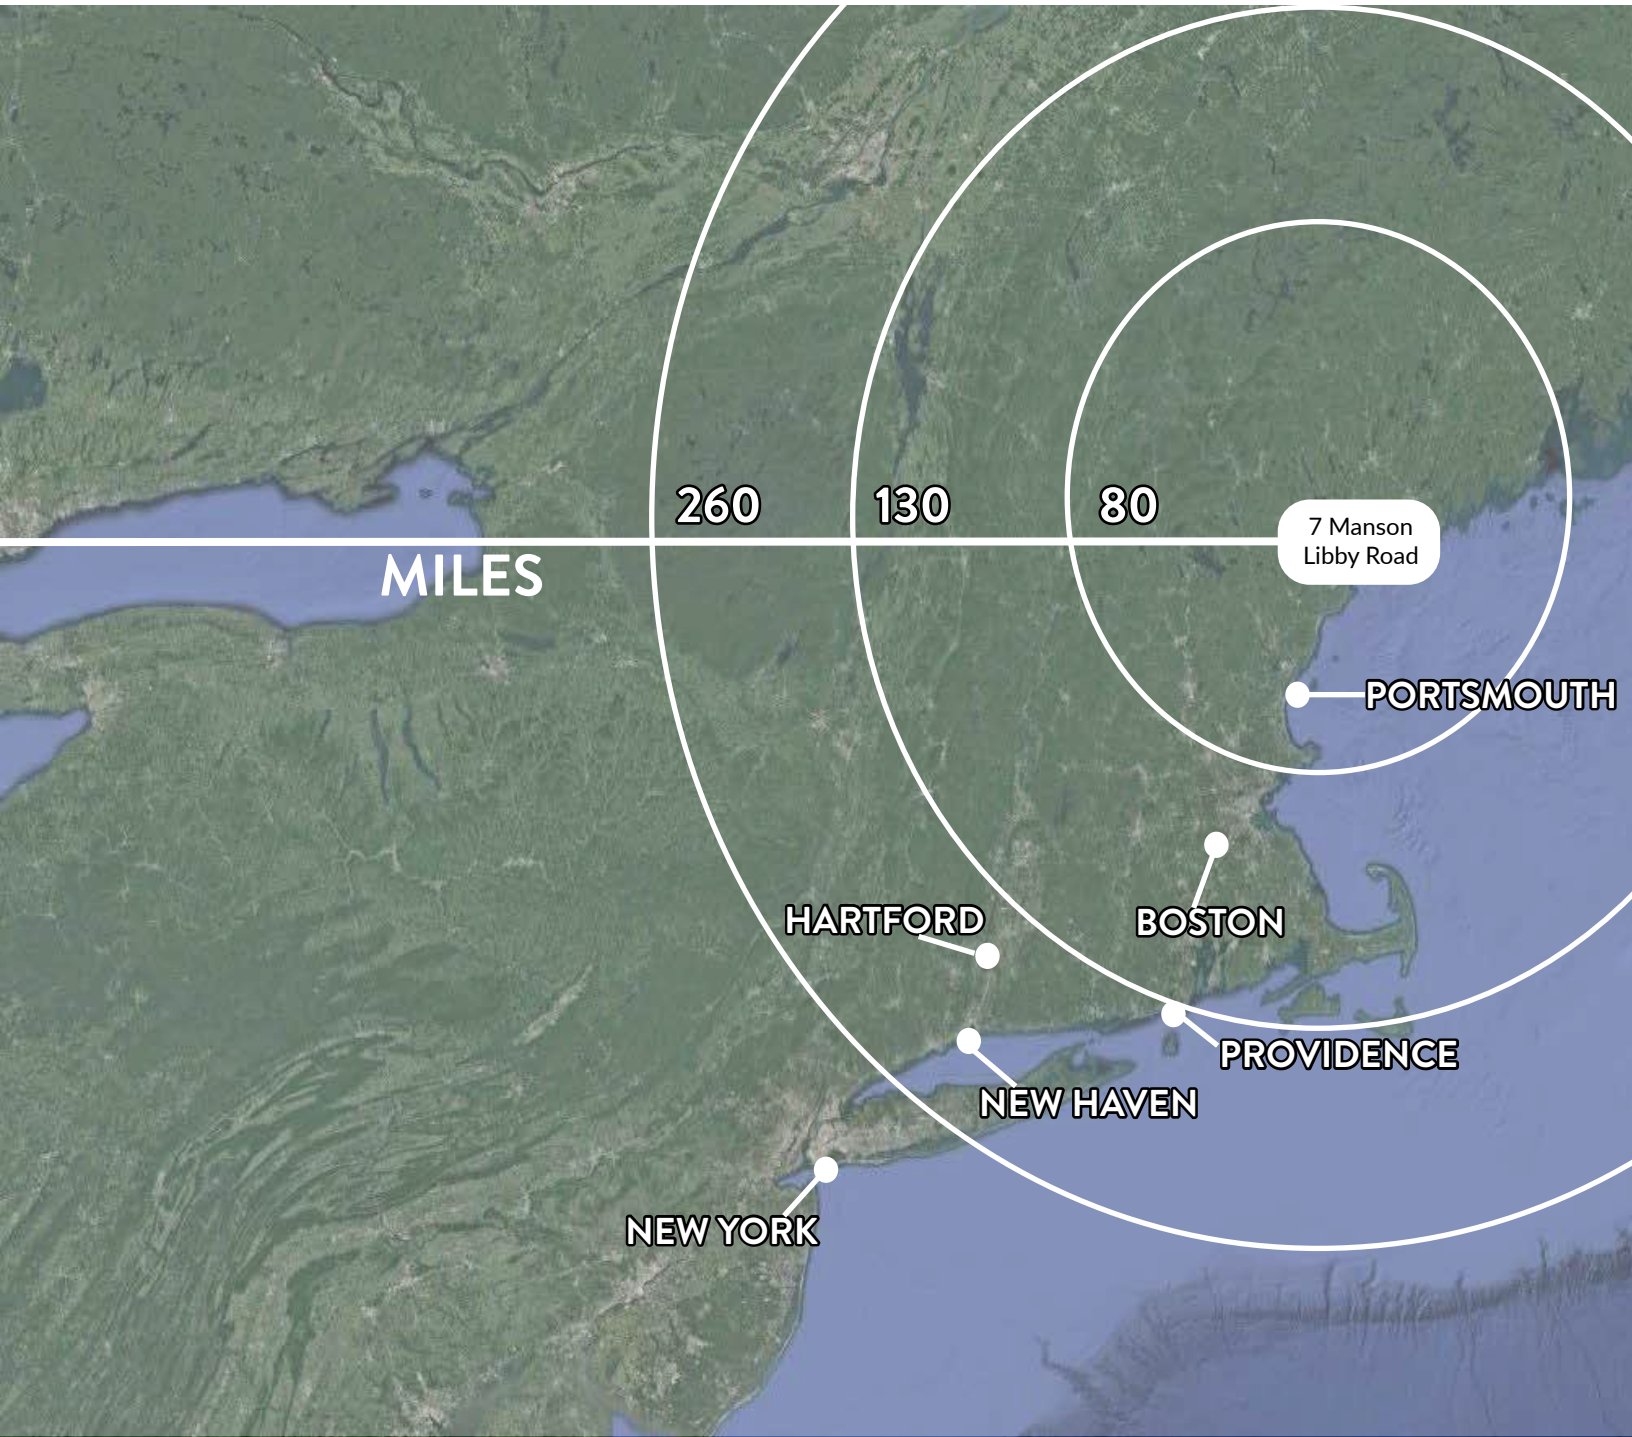 260
130
80
7 Manson
Libby Road
MILES
PORTSMOUTH
HARTFORD
BOSTON
PROVIDENCE
NEW HAVEN
NEW YORK